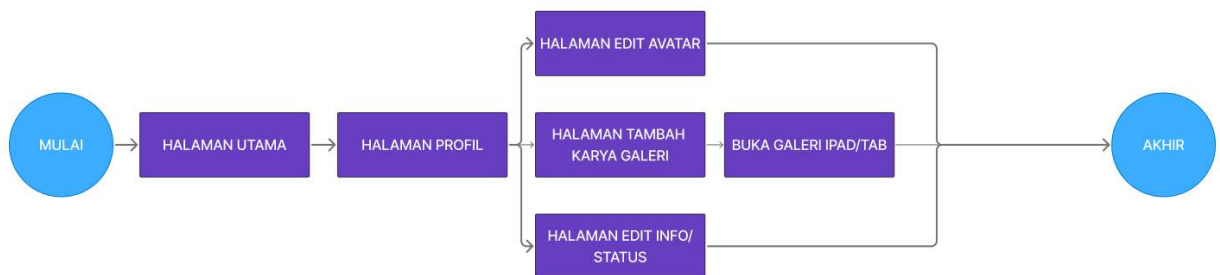 MULAI
HALAMAN UTAMA
HALAMAN PROFIL
HALAMAN EDIT AVATAR
HALAMAN TAMBAH
KARYA GALERI
BUKA GALERI IPAD/TAB
HALAMAN EDIT INFO/
STATUS
AKHIR